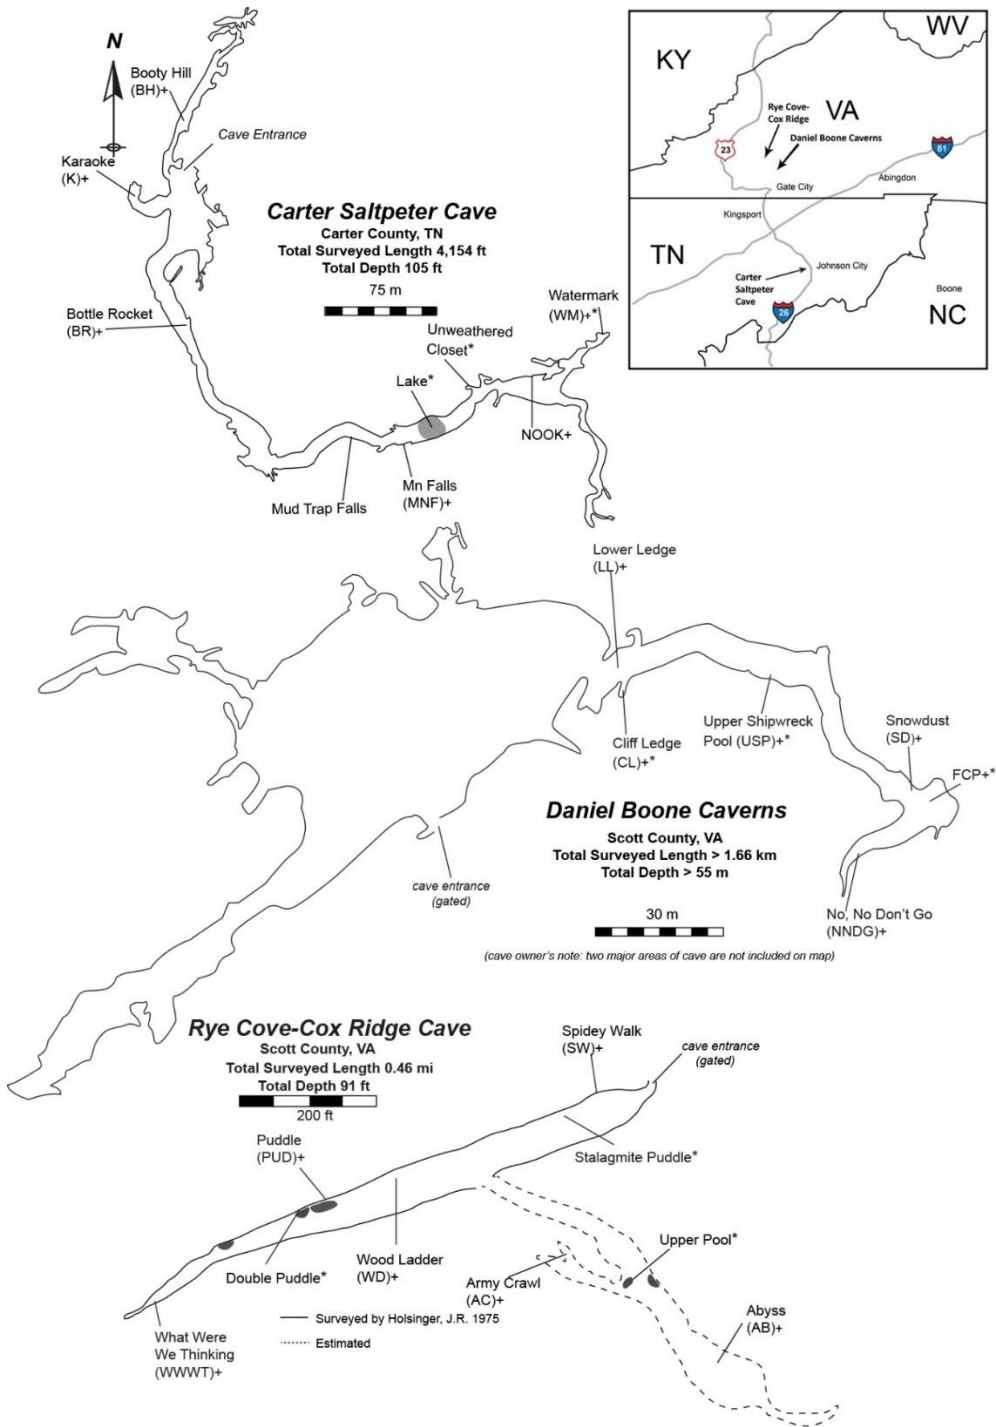 N
Booty Hill
(BH)+
Cave Entrance
Karaoke
(K)+
Carter Saltpeter Cave
Carter County, TN
Total Surveyed Length 4,154 ft
Total Depth 105 ft
75 m
Bottle Rocket
(BR)+
Watermark
(WM)+*
Unweathered
Closet*
Lake*
NOOK+
Mn Falls
(MNF)+
Mud Trap Falls
WV
KY
VA
Rye Cove-
Cox Ridge
Daniel Boone Caverns
23
81
Abingdon
Gate City
Kingsport
TN
Johnson City
Carter
Saltpeter
Cave
Boone
NC
26
Lower Ledge
(LL)+
Cliff Ledge
(CL)+*
Upper Shipwreck
Pool (USP)+*
Snowdust
(SD)+
FCP+*
Daniel Boone Caverns
Scott County, VA
Total Surveyed Length > 1.66 km
Total Depth > 55 m
cave entrance
(gated)
30 m
No, No Don't Go
(NNDG)+
(cave owner's note: two major areas of cave are not included on map)
Rye Cove-Cox Ridge Cave
Scott County, VA
Total Surveyed Length 0.46 mi
Total Depth 91 ft
200 ft
Spidey Walk
(SW)+
cave entrance
(gated)
Puddle
(PUD)+
Stalagmite Puddle*
Double Puddle*
Wood Ladder
(WD)+
Upper Pool*
Army Crawl
(AC)+
Abyss
(AB)+
What Were
We Thinking
(WWWT)+
Surveyed by Holsinger, J.R. 1975
Estimated